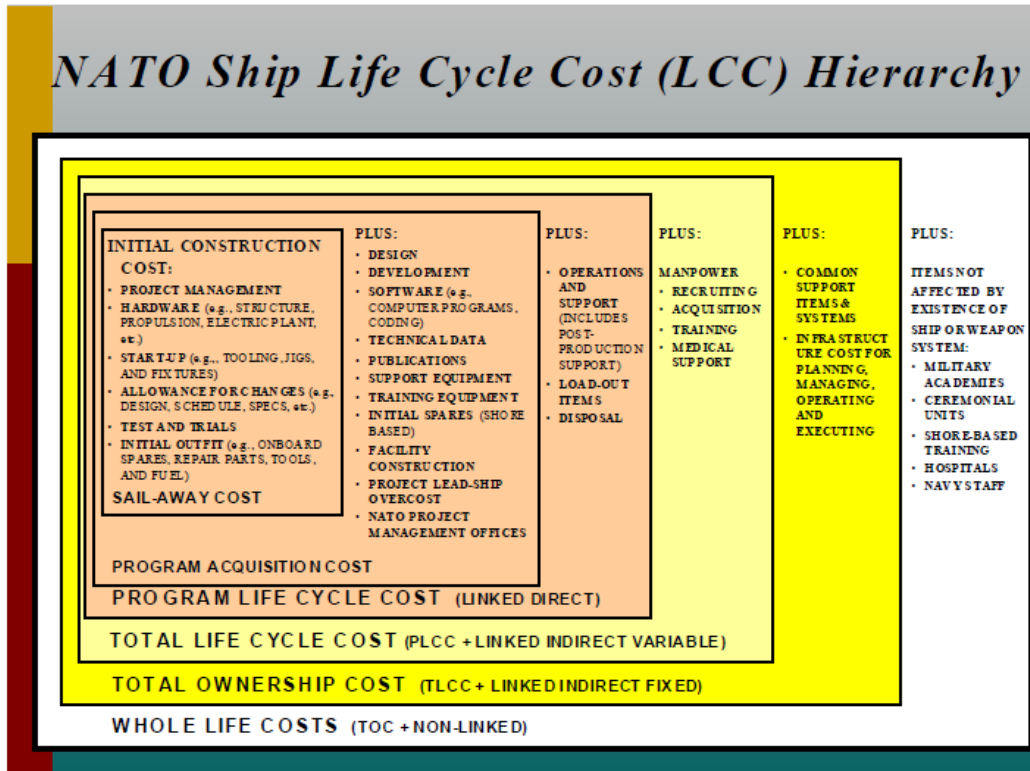 NATO Ship Life Cycle Cost (LCC) Hierarchy
INITIAL CONSTRUCTION
COST:
• PROJECT MANAGEMENT
• HARDWARE (e.g., STRUCTURE,
PROPULSION, ELECTRIC PLANT,
etc.)
• START-UP (e.g.,, TOOLING, JIGS,
AND FIXTURES)
• ALLOWANCE FOR CHANGES (e.g.,
DESIGN, SCHEDULE, SPECS, etc.)
• TEST AND TRIALS
• INITIAL OUTFIT (e.g., ONBOARD
SPARES, REPAIR PARTS, TOOLS,
AND FUEL)
SAIL-AWAY COST
PLUS:
• DESIGN
• DEVELOPMENT
• SOFTWARE (e.g.,
COMPUTER PROGRAMS,
CODING)
• TECHNICAL DATA
• PUBLICATIONS
• SUPPORT EQUIPMENT
• TRAINING EQUIPMENT
• INITIAL SPARES (SHORE
BASED)
• FACILITY
CONSTRUCTION
• PROJECT LEAD-SHIP
OVERCOST
• NATO PROJECT
MANAGEMENT OFFICES
PROGRAM ACQUISITION COST
PLUS:
• OPERATIONS
AND
SUPPORT
(INCLUDES
POST-
PRODUCTION
SUPPORT)
• LOAD-OUT
ITEMS
• DISPOSAL
PROGRAM LIFE CYCLE COST (LINKED DIRECT)
PLUS:
MANPOWER
• RECRUITING
• ACQUISITION
• TRAINING
• MEDICAL
SUPPORT
TOTAL LIFE CYCLE COST (PLCC + LINKED INDIRECT VARIABLE)
PLUS:
• COMMON
SUPPORT
ITEMS &
SYSTEMS
• INFRASTRUCT
URE COST FOR
PLANNING,
MANAGING,
OPERATING
AND
EXECUTING
TOTAL OWNERSHIP COST (TLCC + LINKED INDIRECT FIXED)
PLUS:
ITEMS NOT
AFFECTED BY
EXISTENCE OF
SHIP OR WEAPON
SYSTEM:
• MILITARY
ACADEMIES
• CEREMONIAL
UNITS
• SHORE-BASED
TRAINING
• HOSPITALS
• NAVY STAFF
WHOLE LIFE COSTS (TOC + NON-LINKED)